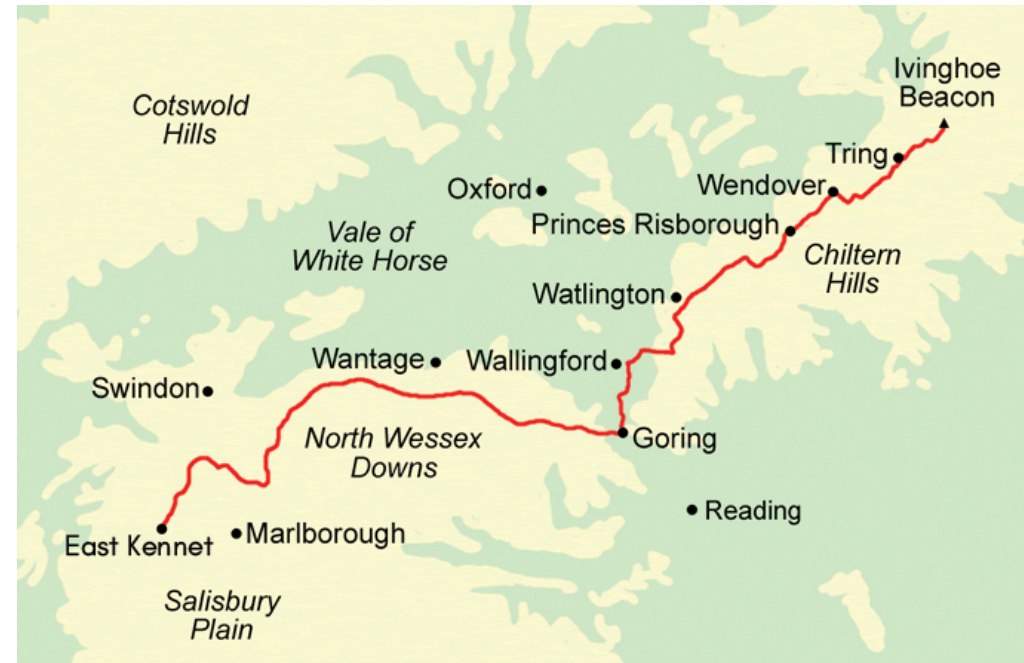 Ivinghoe
Beacon
Cotswold
Hills
Tring
Wendover
Oxford
Princes Risborough
Vale of
White Horse
Chiltern
Hills
Watlington
Wantage
Wallingford
Swindon
North Wessex
Downs
Goring
Reading
East Kennet
Marlborough
Salisbury
Plain